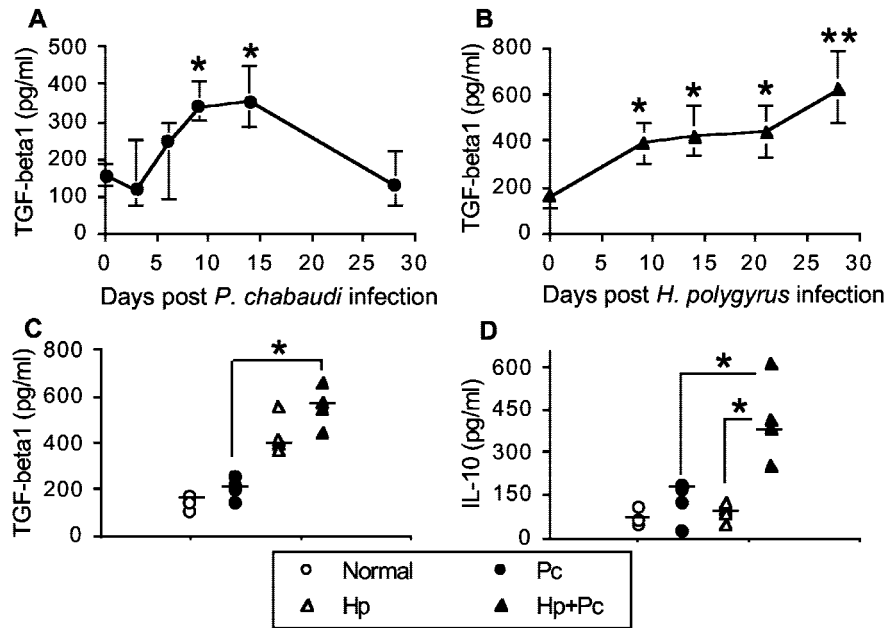 A
TGF-beta1 (pg/ml)
500
400
300
200
100
0
* *
0 5 10 15 20 25 30
Days post P. chabaudi infection
B
TGF-beta1 (pg/ml)
800
600
400
200
0
* * * **
0 5 10 15 20 25 30
Days post H. polygyrus infection
C
TGF-beta1 (pg/ml)
800
600
400
200
0
*
D
IL-10 (pg/ml)
600
450
300
150
0
*
*
Normal Pc
Hp Hp+Pc